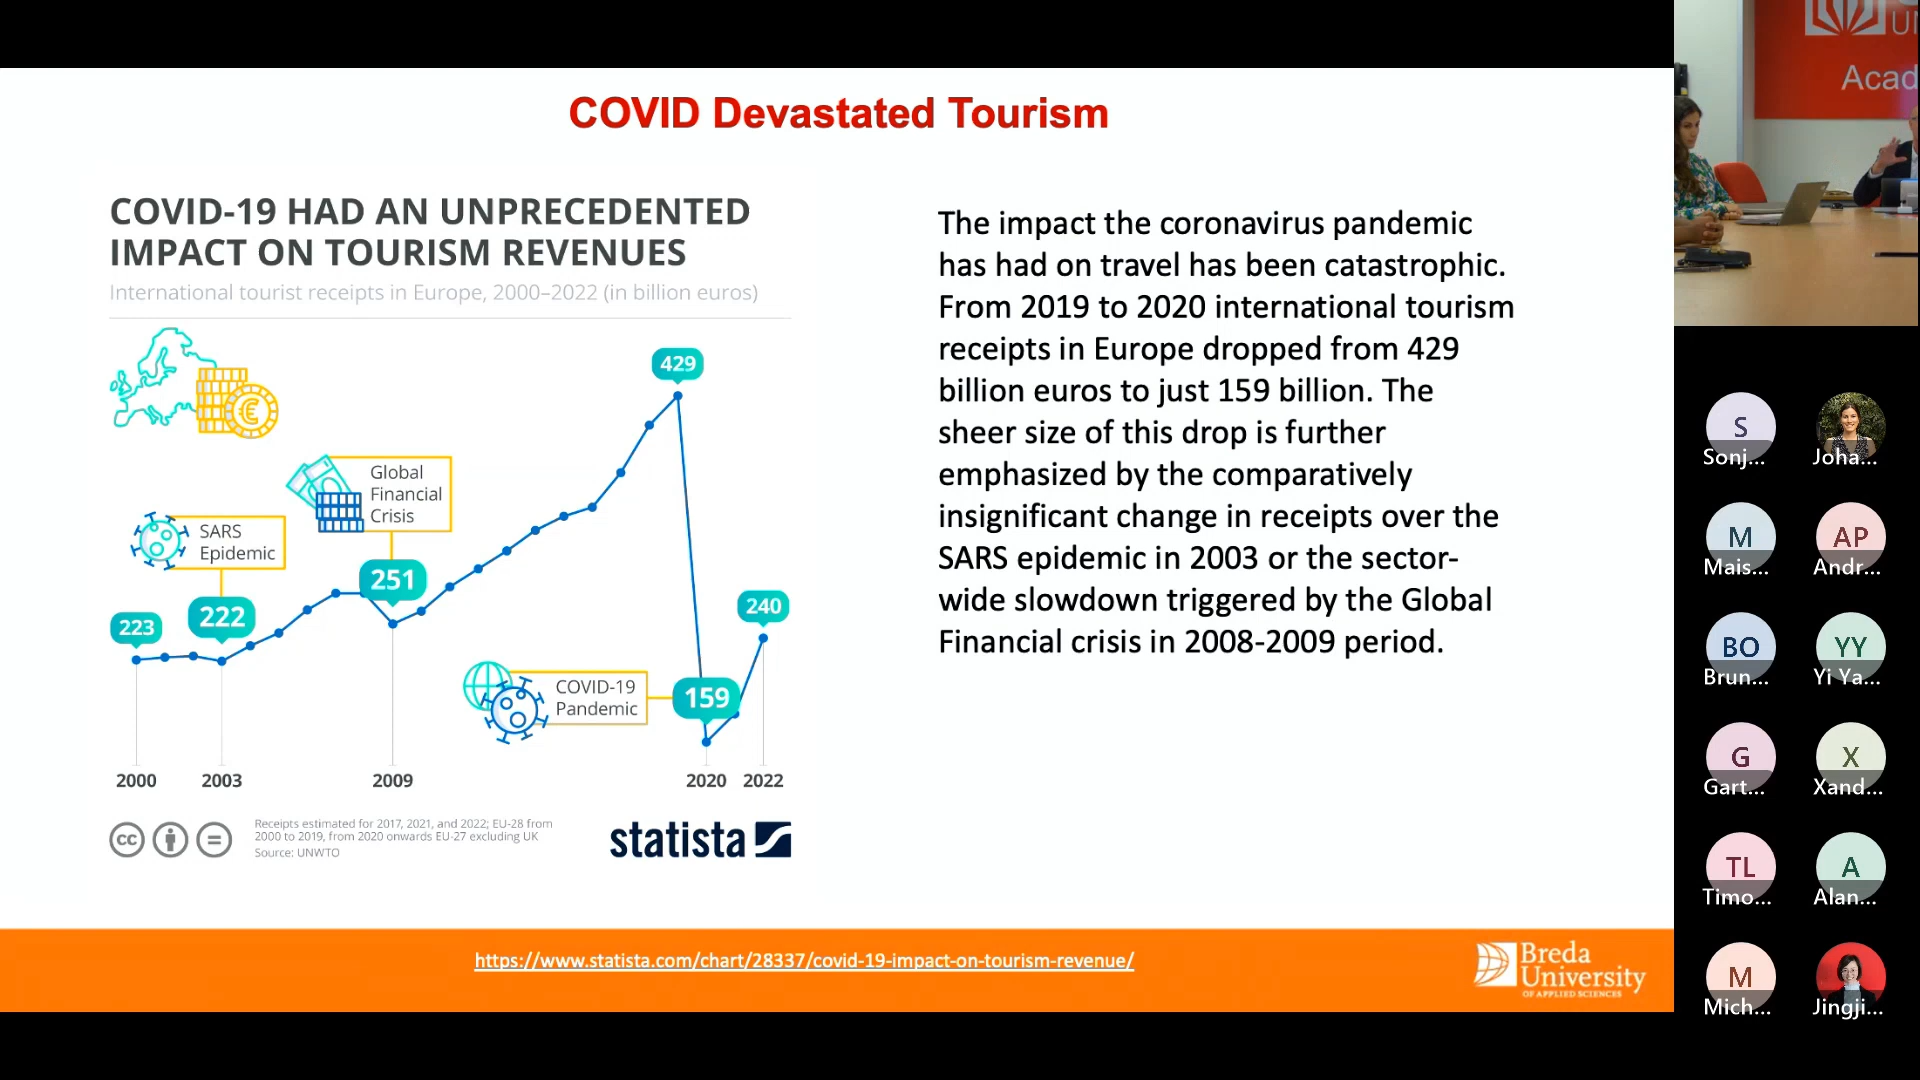 COVID Devastated Tourism
COVID-19 HAD AN UNPRECEDENTED
IMPACT ON TOURISM REVENUES
International tourist receipts in Europe, 2000–2022 (in billion euros)
429
Global
Financial
Crisis
SARS
Epidemic
251
223
222
240
COVID-19
Pandemic
159
2000
2003
2009
2020
2022
cc
Receipts estimated for 2017, 2021, and 2022; EU-28 from
2000 to 2019, from 2020 onwards EU-27 excluding UK
Source: UNWTO
statista
The impact the coronavirus pandemic
has had on travel has been catastrophic.
From 2019 to 2020 international tourism
receipts in Europe dropped from 429
billion euros to just 159 billion. The
sheer size of this drop is further
emphasized by the comparatively
insignificant change in receipts over the
SARS epidemic in 2003 or the sector-
wide slowdown triggered by the Global
Financial crisis in 2008-2009 period.
https://www.statista.com/chart/28337/covid-19-impact-on-tourism-revenue/
Breda
University
OF APPLIED SCIENCES
UN
Acad
S
Sonj...
Joha...
M
Mais...
AP
Andr...
BO
Brun...
YY
Yi Ya...
G
Gart...
X
Xand...
TL
Timo...
A
Alan...
M
Mich...
Jingji...